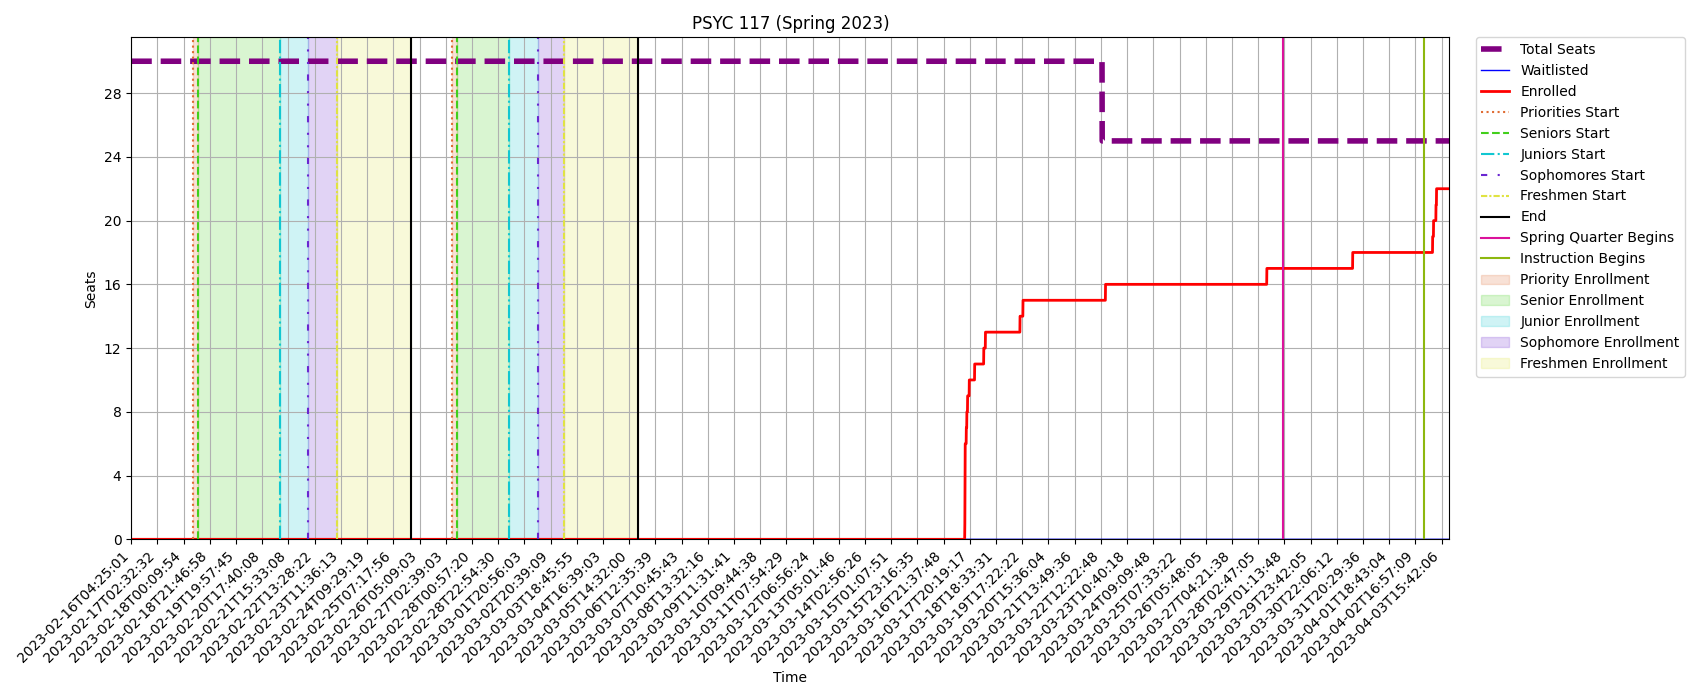 PSYC 117 (Spring 2023)
Seats
28
24
20
16
12
8
4
0
2023-02-16T04:25:01
2023-02-17T02:32:32
2023-02-18T00:09:54
2023-02-18T21:46:58
2023-02-19T19:57:45
2023-02-20T17:40:08
2023-02-21T15:33:08
2023-02-22T13:28:22
2023-02-23T11:36:13
2023-02-24T09:29:19
2023-02-25T07:17:56
2023-02-26T05:09:03
2023-02-27T02:39:03
2023-02-28T00:57:20
2023-02-28T22:54:30
2023-03-01T20:56:03
2023-03-02T20:39:09
2023-03-03T18:45:55
2023-03-04T16:39:03
2023-03-05T14:32:00
2023-03-06T12:35:39
2023-03-07T10:45:43
2023-03-08T13:32:16
2023-03-09T11:31:41
2023-03-10T09:44:38
2023-03-11T07:54:29
2023-03-12T06:56:24
2023-03-13T05:01:46
2023-03-14T02:56:26
2023-03-15T01:07:51
2023-03-15T23:16:35
2023-03-16T21:37:48
2023-03-17T20:19:17
2023-03-18T18:33:31
2023-03-19T17:22:22
2023-03-20T15:36:04
2023-03-21T13:49:36
2023-03-22T12:22:48
2023-03-23T10:40:18
2023-03-24T09:09:48
2023-03-25T07:33:22
2023-03-26T05:48:05
2023-03-27T04:21:38
2023-03-28T02:47:05
2023-03-29T01:13:48
2023-03-29T23:42:05
2023-03-30T22:06:12
2023-03-31T20:29:36
2023-04-01T18:43:04
2023-04-02T16:57:09
2023-04-03T15:42:06
Time
Total Seats
Waitlisted
Enrolled
Priorities Start
Seniors Start
Juniors Start
Sophomores Start
Freshmen Start
End
Spring Quarter Begins
Instruction Begins
Priority Enrollment
Senior Enrollment
Junior Enrollment
Sophomore Enrollment
Freshmen Enrollment